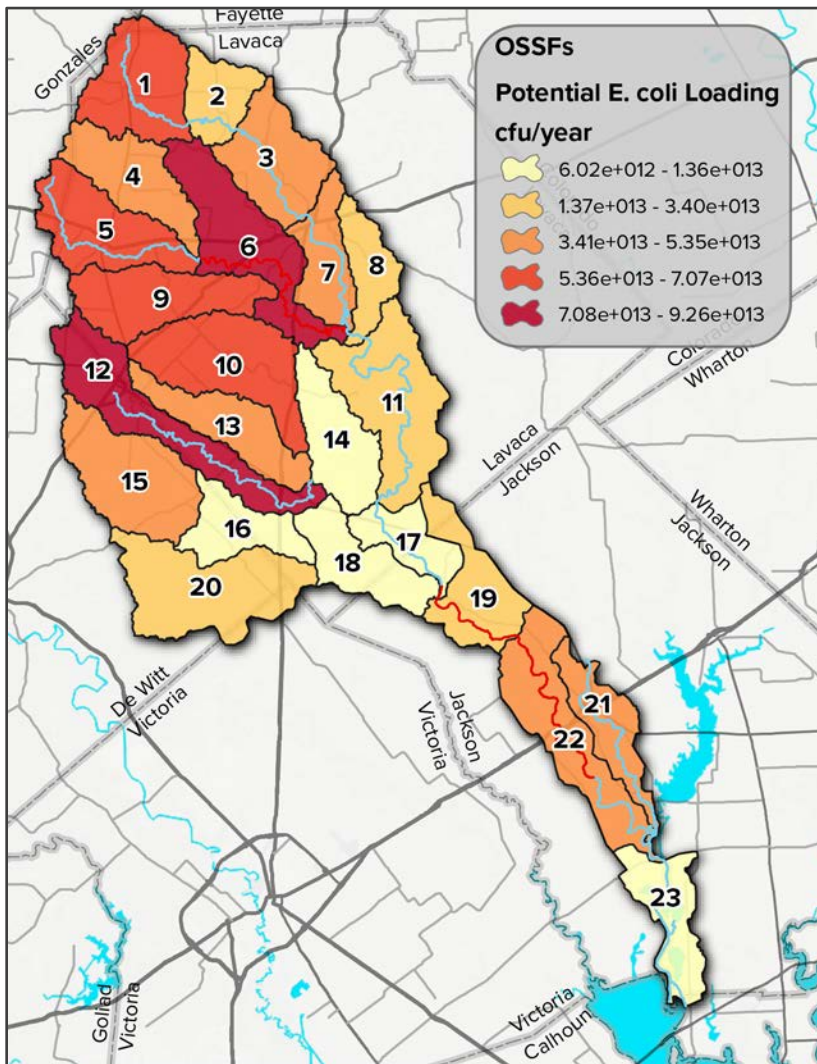 Fayette
Lavaca
Gonzales
OSSFs
Potential E. coli Loading
cfu/year
6.02e+012 - 1.36e+013
1.37e+013 - 3.40e+013
3.41e+013 - 5.35e+013
5.36e+013 - 7.07e+013
7.08e+013 - 9.26e+013
Colorado
Lavaca
Colorado
Wharton
1
2
3
4
5
6
7
8
9
10
11
12
13
14
15
16
17
18
19
20
21
22
23
Lavaca
Jackson
Wharton
Jackson
De Witt
Victoria
Jackson
Victoria
Goliad
Victoria
Victoria
Calhoun